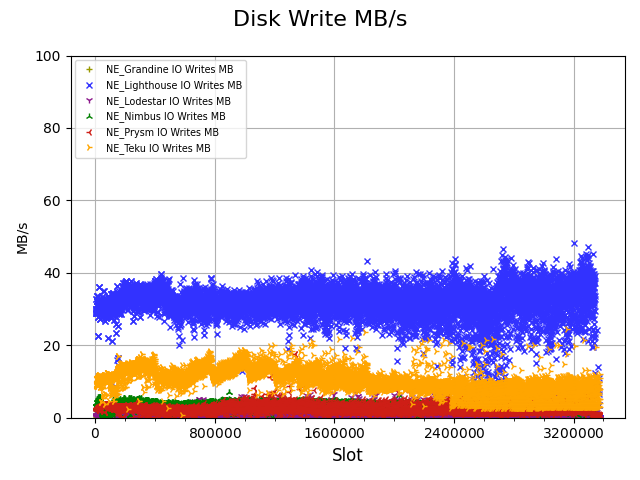 Disk Write MB/s
100
80
60
40
20
0
MB/s
NE_Grandine IO Writes MB
NE_Lighthouse IO Writes MB
NE_Lodestar IO Writes MB
NE_Nimbus IO Writes MB
NE_Prysm IO Writes MB
NE_Teku IO Writes MB
0 800000 1600000 2400000 3200000
Slot